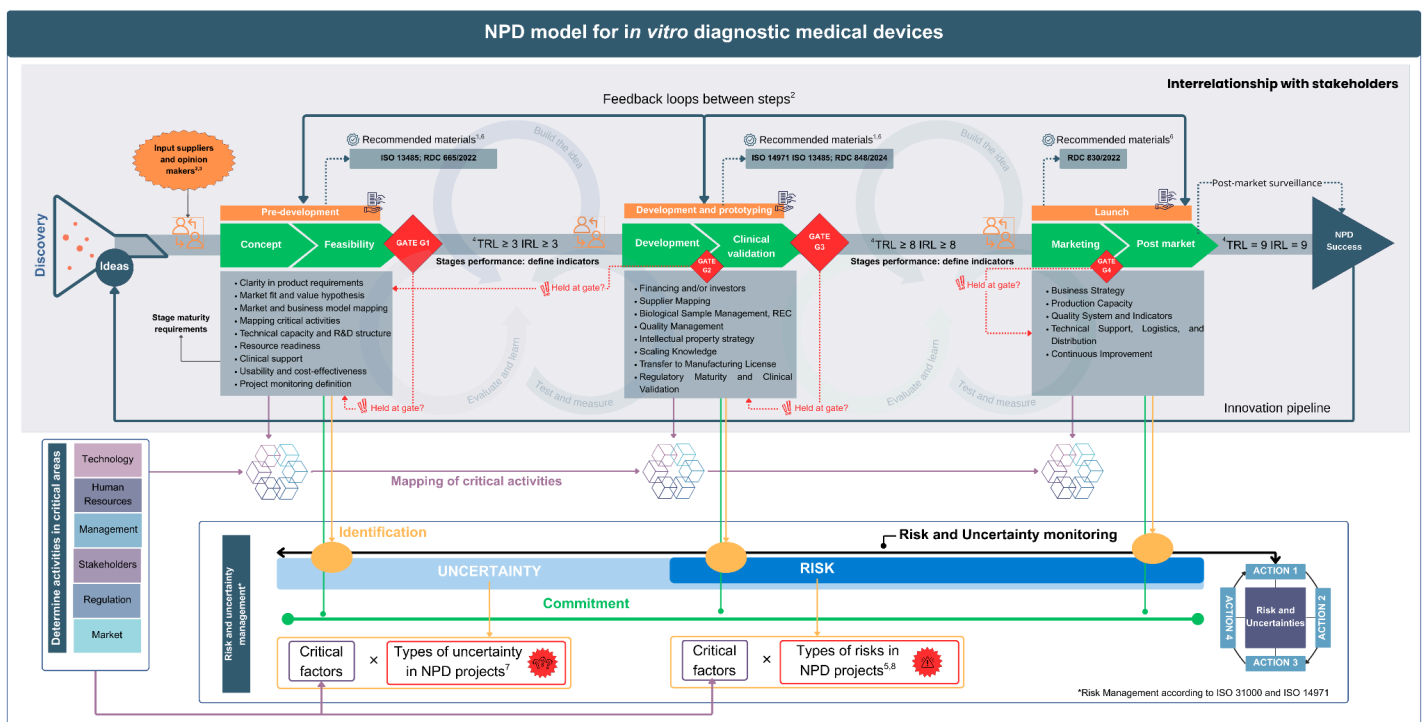 NPD model for in vitro diagnostic medical devices
Interrelationship with stakeholders
Feedback loops between steps2
Input suppliers
and opinion
makers2,3
Recommended materials1,6
ISO 13485; RDC 665/2022
Build the idea
Recommended materials1,6
ISO 14971 ISO 13485; RDC 848/2024
Build the idea
Recommended materials6
RDC 830/2022
Post-market surveillance
Discovery
Ideas
Pre-development
Concept
Feasibility
GATE G1
4TRL ≥ 3 IRL ≥ 3
Stages performance: define indicators
Development and prototyping
Development
Clinical
validation
GATE
G2
GATE
G3
4TRL ≥ 8 IRL ≥ 8
Stages performance: define indicators
Launch
Marketing
Post market
GATE
G4
4TRL = 9 IRL = 9
NPD
Success
Held at gate?
Held at gate?
Stage maturity
requirements
• Clarity in product requirements
• Market fit and value hypothesis
• Market and business model mapping
• Mapping critical activities
• Technical capacity and R&D structure
• Resource readiness
• Clinical support
• Usability and cost-effectiveness
• Project monitoring definition
Held at gate?
Evaluate and learn
Test and measure
• Financing and/or investors
• Supplier Mapping
• Biological Sample Management, REC
• Quality Management
• Intellectual property strategy
• Scaling Knowledge
• Transfer to Manufacturing License
• Regulatory Maturity and Clinical
Validation
Held at gate?
Evaluate and learn
Test and measure
• Business Strategy
• Production Capacity
• Quality System and Indicators
• Technical Support, Logistics, and
Distribution
• Continuous Improvement
Innovation pipeline
Determine activities in critical areas
Technology
Human
Resources
Management
Stakeholders
Regulation
Market
Mapping of critical activities
Identification
Risk and Uncertainty monitoring
Risk and uncertainty
management*
UNCERTAINTY
RISK
Commitment
Critical
factors
×
Types of uncertainty
in NPD projects7
Critical
factors
×
Types of risks in
NPD projects5,8
ACTION 1
ACTION 2
ACTION 3
ACTION 4
Risk and
Uncertainties
*Risk Management according to ISO 31000 and ISO 14971